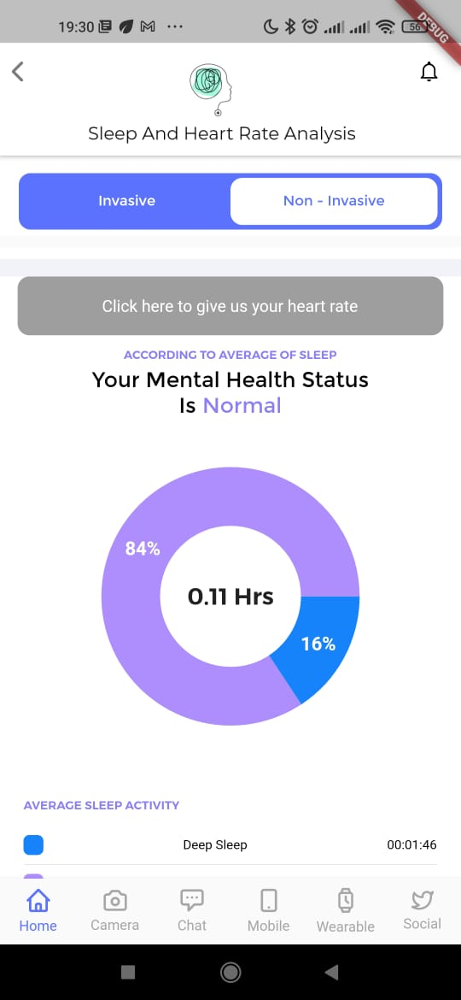 19:30
56
DEBUG
Sleep And Heart Rate Analysis
Invasive
Non - Invasive
Click here to give us your heart rate
ACCORDING TO AVERAGE OF SLEEP
Your Mental Health Status
Is Normal
84%
0.11 Hrs
16%
AVERAGE SLEEP ACTIVITY
Deep Sleep 00:01:46
Home Camera Chat Mobile Wearable Social